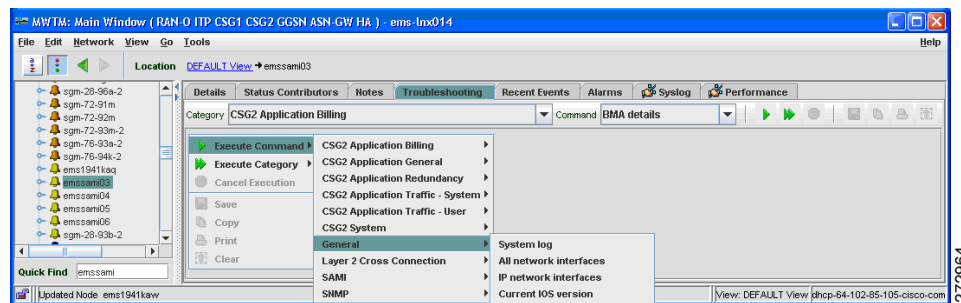 MWTM: Main Window ( RAN-O ITP CSG1 CSG2 GGSN ASN-GW HA ) - ems-lnx014
File Edit Network View Go Tools Help
Location DEFAULT View emssami03
sgm-28-96a-2
sgm-72-91m
sgm-72-92m
sgm-72-93m-2
sgm-76-93a-2
sgm-76-94k-2
ems1941kaq
emssami03
emssami04
emssami05
emssami06
sgm-28-93b-2
Quick Find emssami
Details Status Contributors Notes Troubleshooting Recent Events Alarms Syslog Performance
Category CSG2 Application Billing Command BMA details
Execute Command
Execute Category
Cancel Execution
Save
Copy
Print
Clear
CSG2 Application Billing
CSG2 Application General
CSG2 Application Redundancy
CSG2 Application Traffic - System
CSG2 Application Traffic - User
CSG2 System
General
Layer 2 Cross Connection
SAMI
SNMP
System log
All network interfaces
IP network interfaces
Current IOS version
Updated Node ems1941kaw View: DEFAULT View dhcp-64-102-85-105-cisco-com
272964